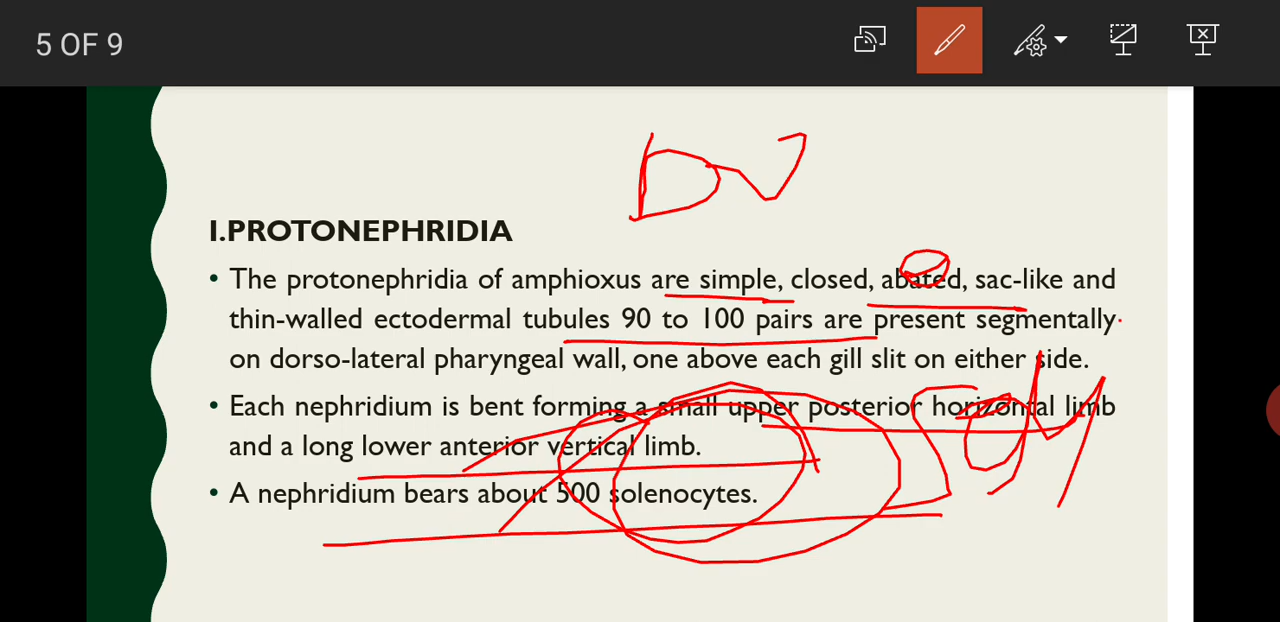 5 OF 9
I.PROTONEPHRIDIA
• The protonephridia of amphioxus are simple, closed, abated, sac-like and
thin-walled ectodermal tubules 90 to 100 pairs are present segmentally
on dorso-lateral pharyngeal wall, one above each gill slit on either side.
• Each nephridium is bent forming a small upper posterior horizontal limb
and a long lower anterior vertical limb.
• A nephridium bears about 500 solenocytes.